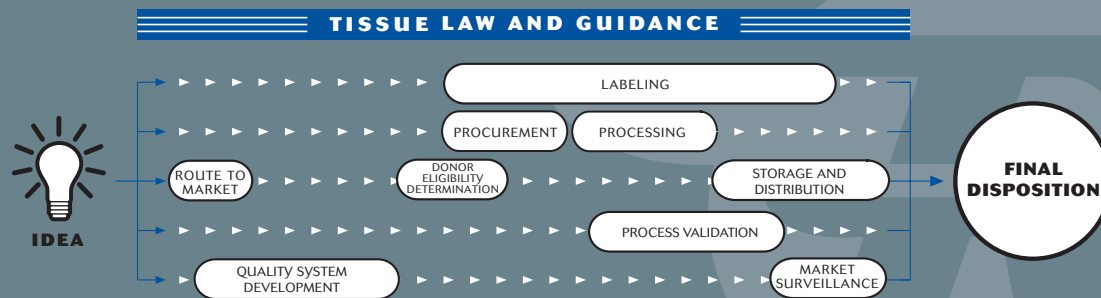 TISSUE LAW AND GUIDANCE
LABELING
PROCUREMENT
PROCESSING
ROUTE TO
MARKET
DONOR
ELIGIBILITY
DETERMINATION
STORAGE AND
DISTRIBUTION
PROCESS VALIDATION
QUALITY SYSTEM
DEVELOPMENT
MARKET
SURVEILLANCE
IDEA
FINAL
DISPOSITION